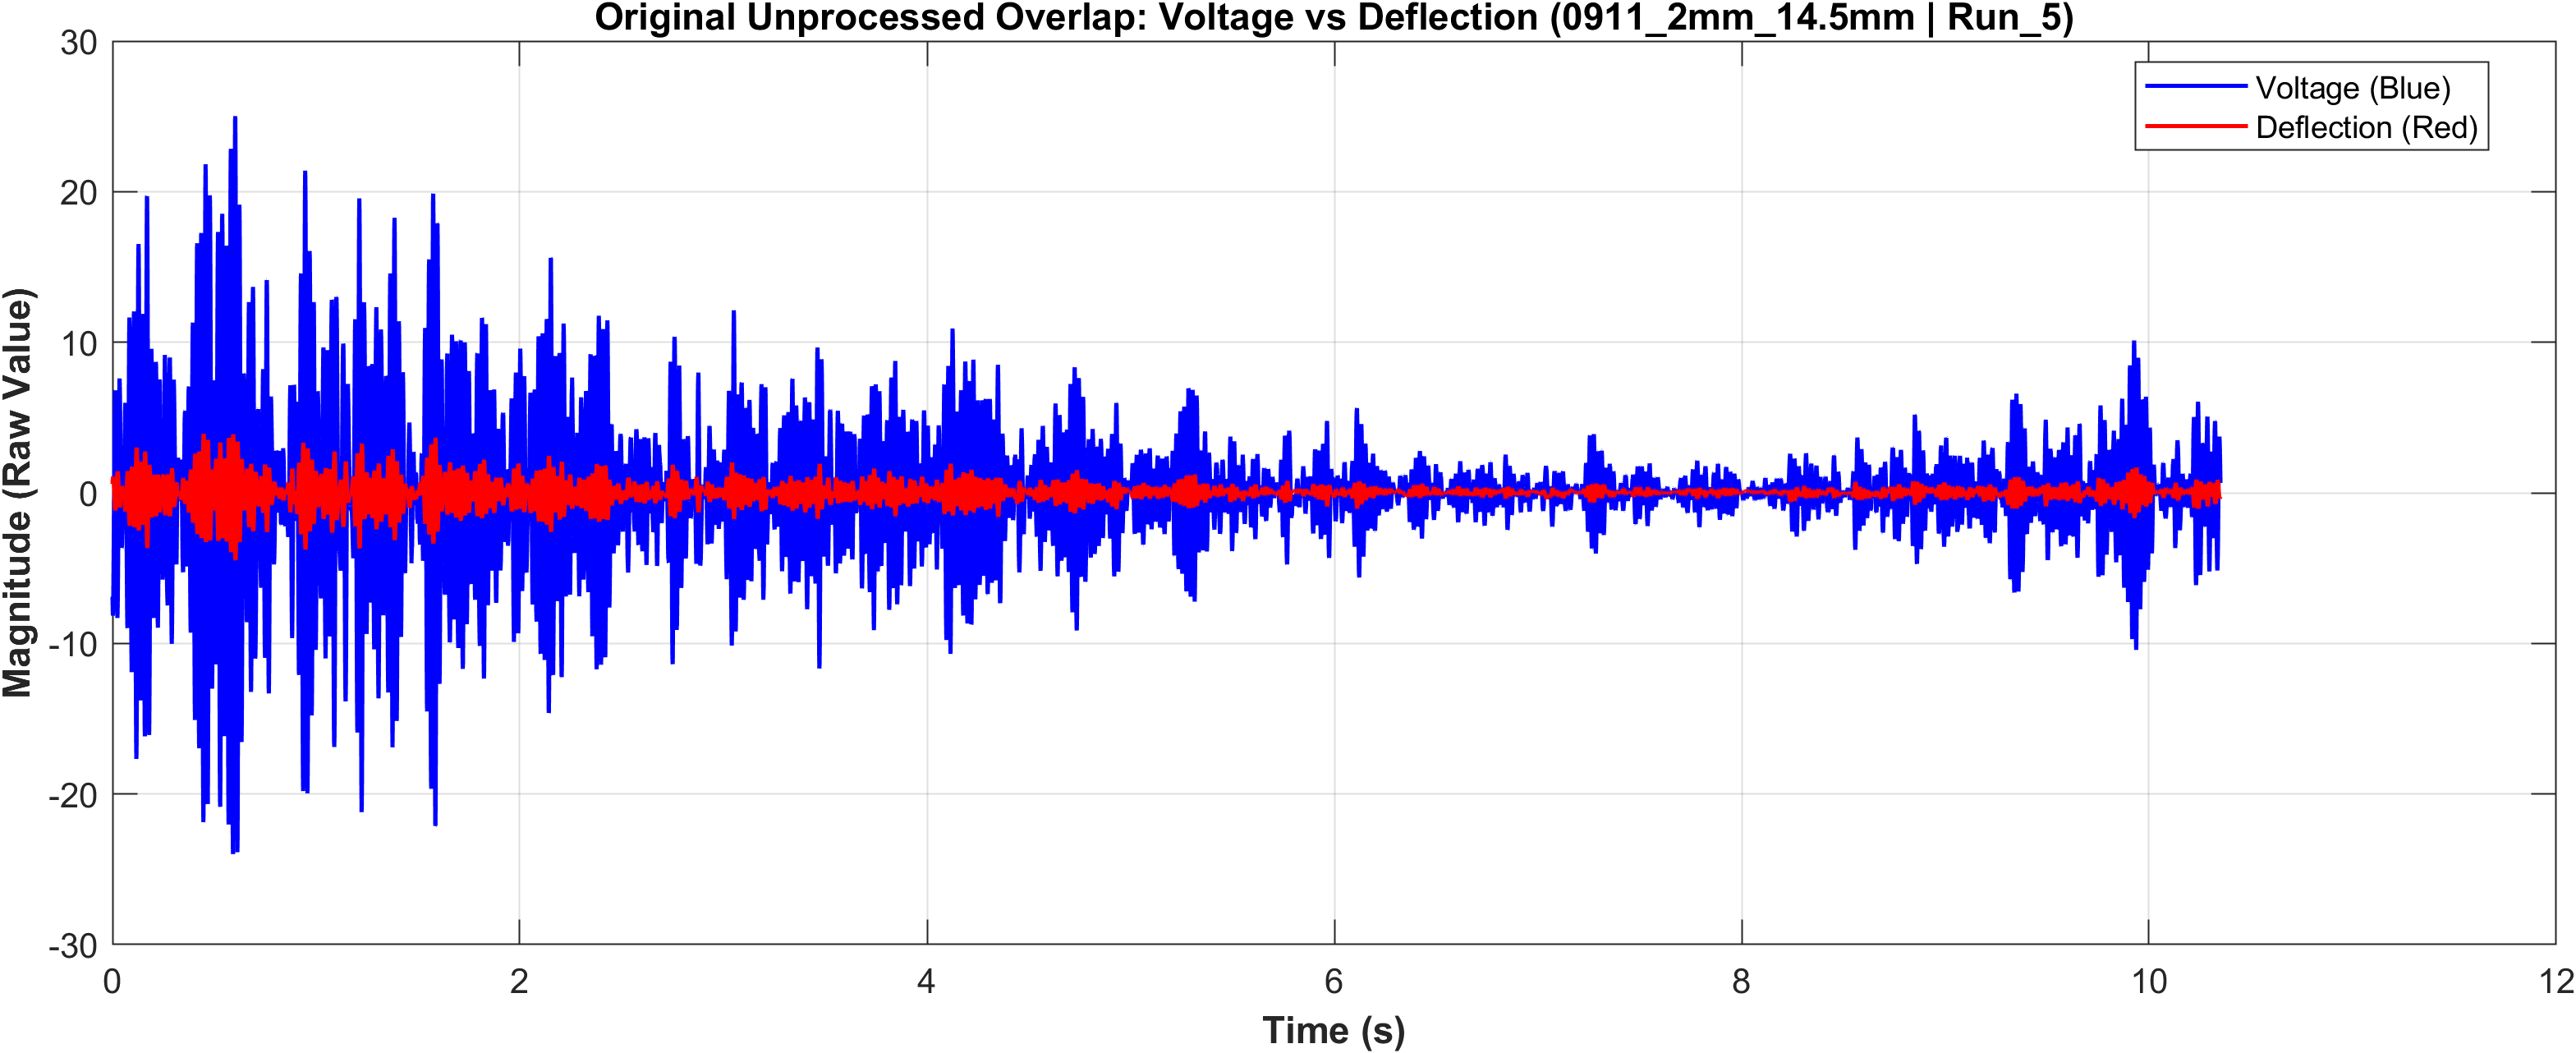 Original Unprocessed Overlap: Voltage vs Deflection (0911_2mm_14.5mm | Run_5)
Voltage (Blue)
Deflection (Red)
Magnitude (Raw Value)
30
20
10
0
-10
-20
-30
0 2 4 6 8 10 12
Time (s)